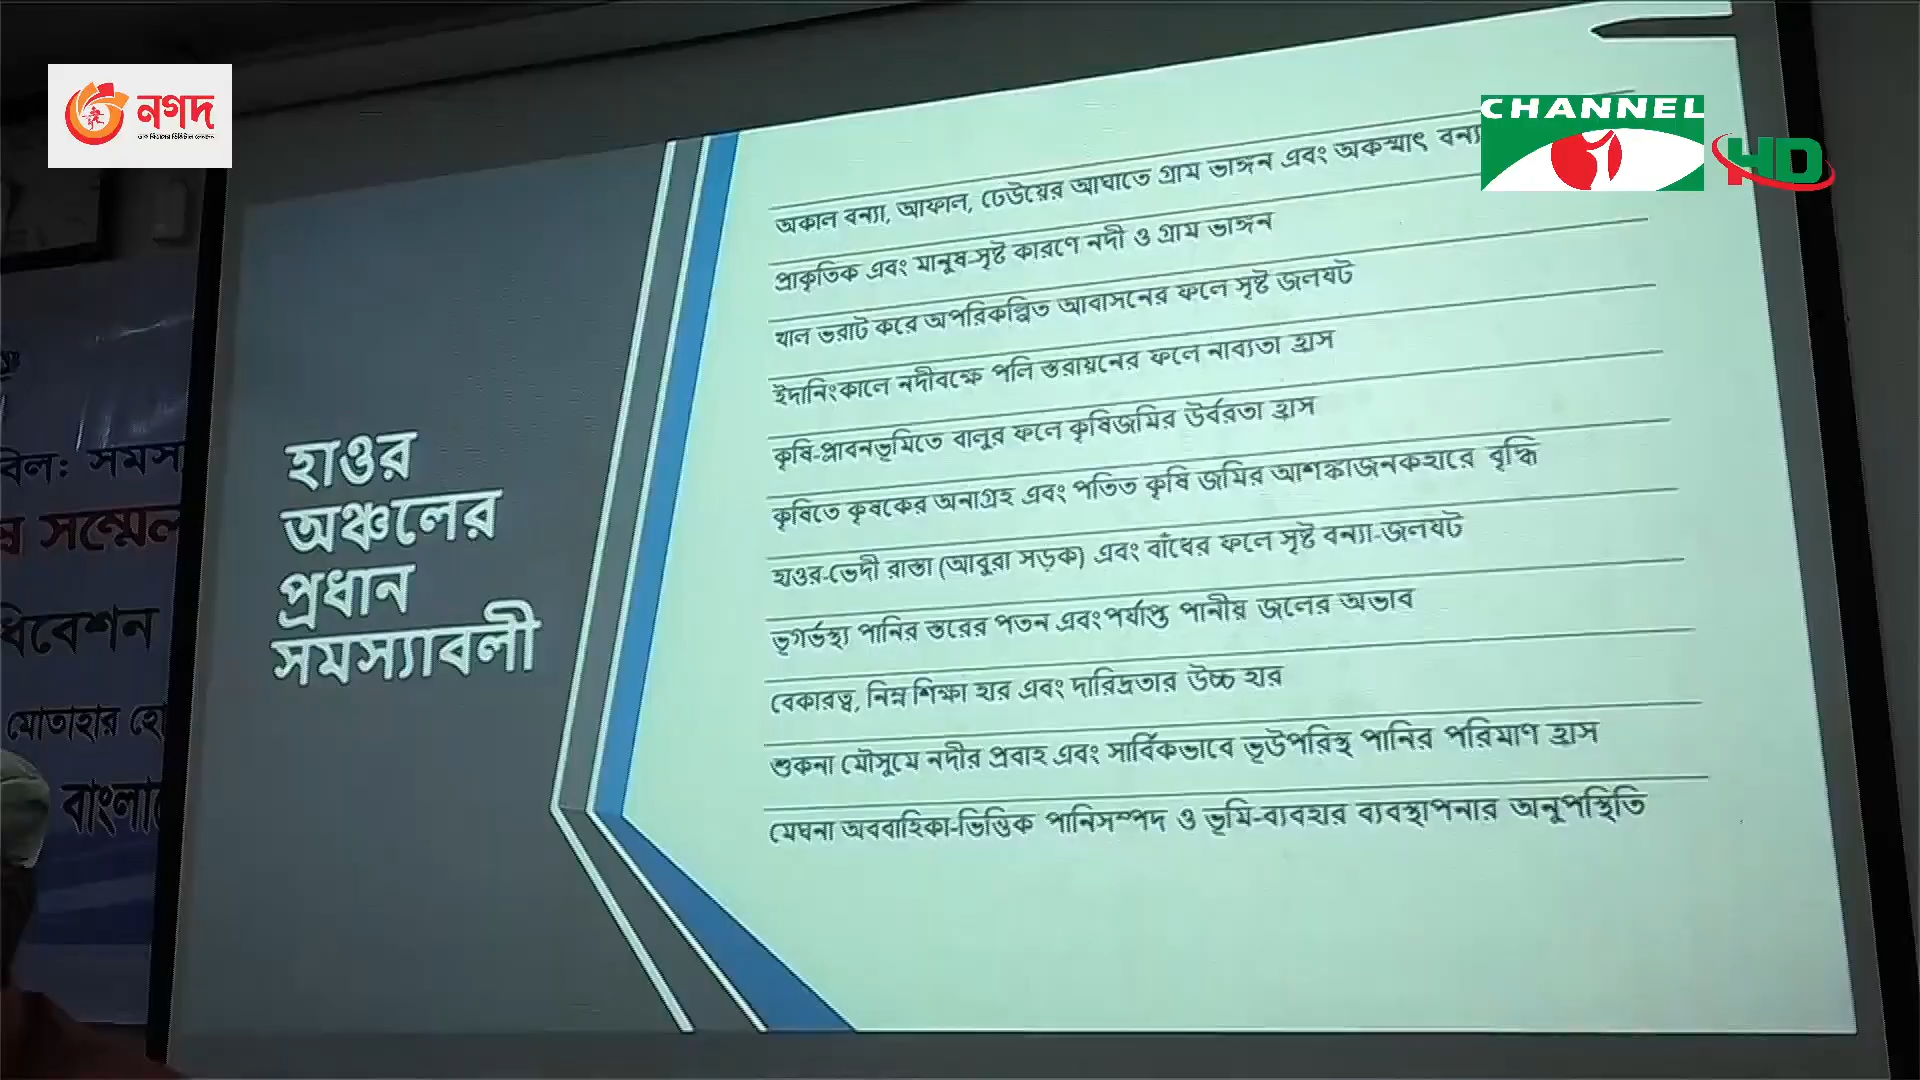 নগদ
CHANNEL
HD
হাওর
অঞ্চলের
প্রধান
সমস্যাবলী
অকাল বন্যা, আফাল, ঢেউয়ের আঘাতে গ্রাম ভাঙ্গন এবং অকস্মাৎ বন্যা
প্রাকৃতিক এবং মানুষ-সৃষ্ট কারণে নদী ও গ্রাম ভাঙ্গন
খাল ভরাট করে অপরিকল্পিত আবাসনের ফলে সৃষ্ট জলযট
ইদানিংকালে নদীবক্ষে পলি স্তরায়নের ফলে নাব্যতা হ্রাস
কৃষি-প্লাবনভূমিতে বালুর ফলে কৃষিজমির উর্বরতা হ্রাস
কৃষিতে কৃষকের অনাগ্রহ এবং পতিত কৃষি জমির আশঙ্কাজনকহারে বৃদ্ধি
হাওর-ভেদী রাস্তা (আবুরা সড়ক) এবং বাঁধের ফলে সৃষ্ট বন্যা-জলযট
ভূগর্ভস্থ্য পানির স্তরের পতন এবংপর্যাপ্ত পানীয় জলের অভাব
বেকারত্ব, নিম্ন শিক্ষা হার এবং দারিদ্রতার উচ্চ হার
শুকনা মৌসুমে নদীর প্রবাহ এবং সার্বিকভাবে ভূউপরিস্থ পানির পরিমাণ হ্রাস
মেঘনা অববাহিকা-ভিত্তিক পানিসম্পদ ও ভূমি-ব্যবহার ব্যবস্থাপনার অনুপস্থিতি
বিল: সমস
সম্মেল
ধিবেশন
মোতাহার হো
বাংলাদে